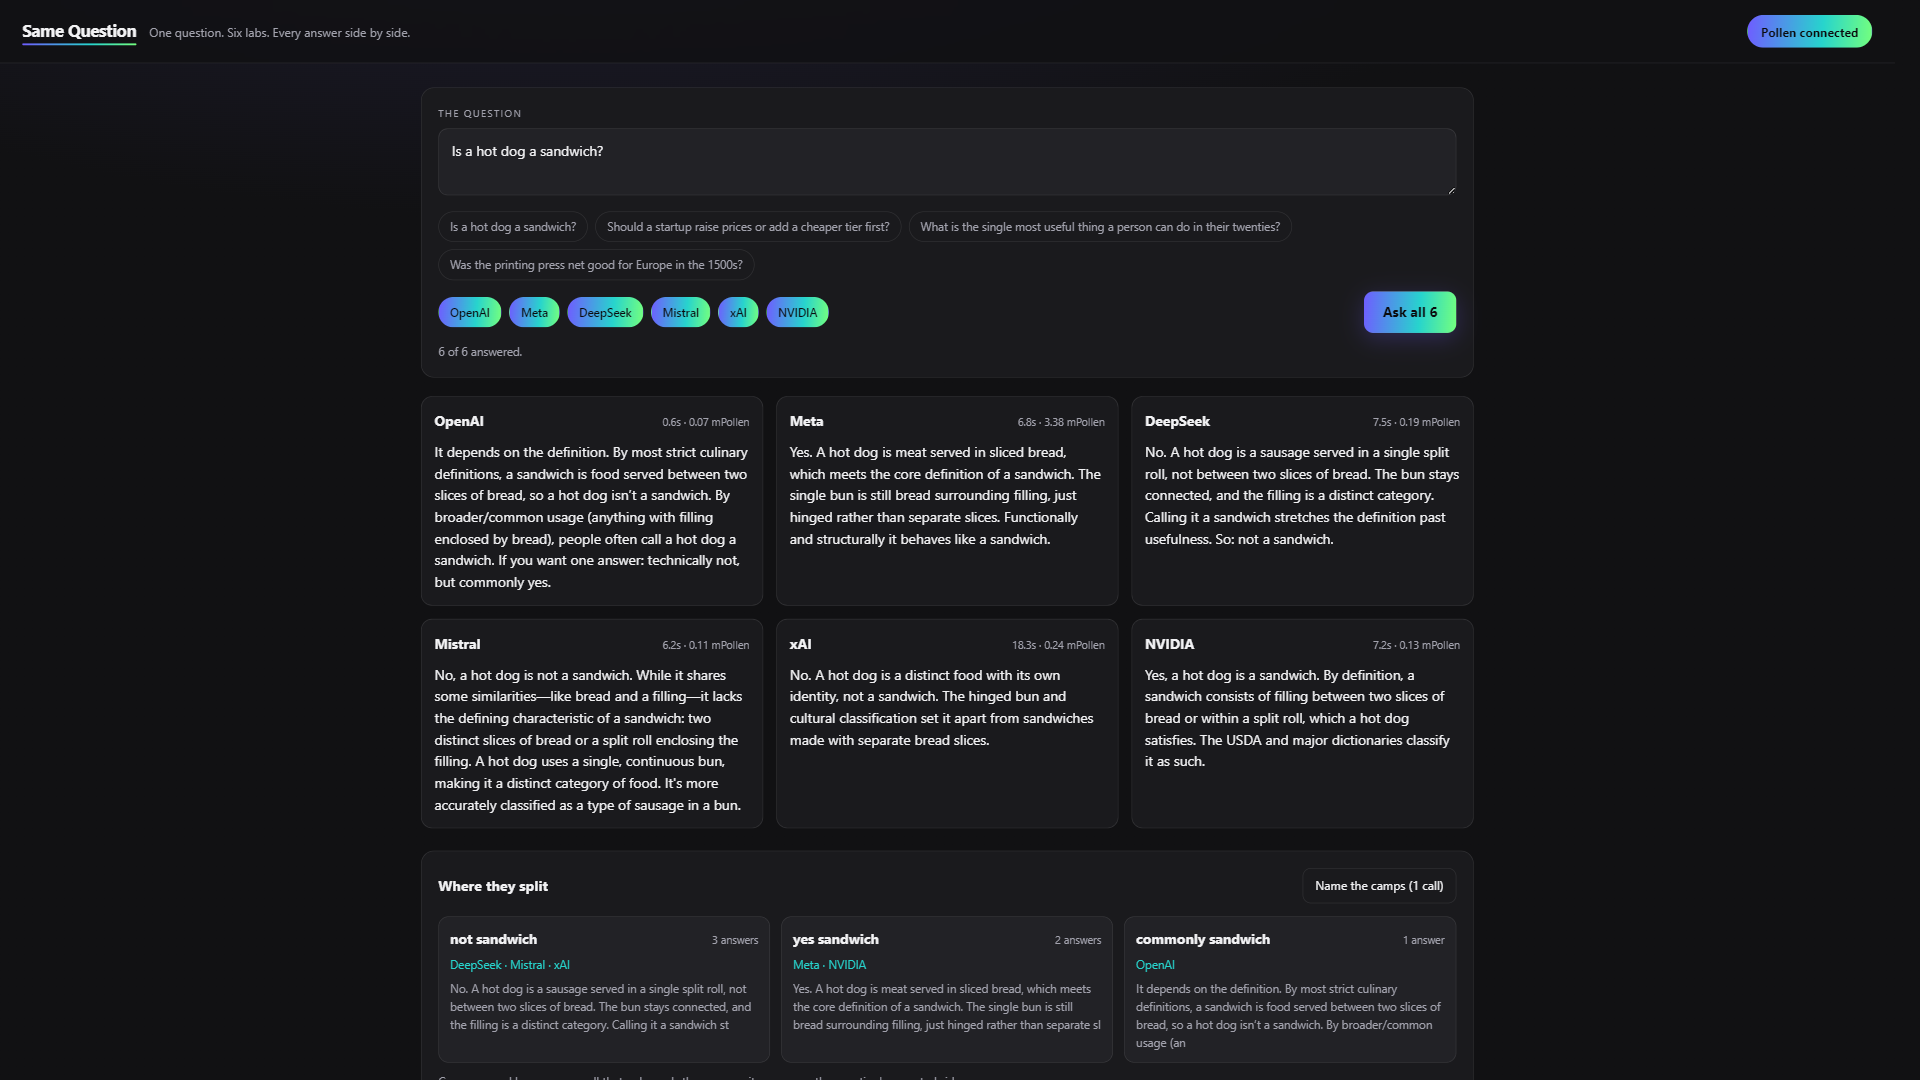 Same Question
One question. Six labs. Every answer side by side.
Pollen connected
THE QUESTION
Is a hot dog a sandwich?
Is a hot dog a sandwich?
Should a startup raise prices or add a cheaper tier first?
What is the single most useful thing a person can do in their twenties?
Was the printing press net good for Europe in the 1500s?
OpenAI
Meta
DeepSeek
Mistral
xAI
NVIDIA
Ask all 6
6 of 6 answered.
OpenAI
0.6s · 0.07 mPollen
It depends on the definition. By most strict culinary
definitions, a sandwich is food served between two
slices of bread, so a hot dog isn't a sandwich. By
broader/common usage (anything with filling
enclosed by bread), people often call a hot dog a
sandwich. If you want one answer: technically not,
but commonly yes.
Meta
6.8s · 3.38 mPollen
Yes. A hot dog is meat served in sliced bread,
which meets the core definition of a sandwich. The
single bun is still bread surrounding filling, just
hinged rather than separate slices. Functionally
and structurally it behaves like a sandwich.
DeepSeek
7.5s · 0.19 mPollen
No. A hot dog is a sausage served in a single split
roll, not between two slices of bread. The bun stays
connected, and the filling is a distinct category.
Calling it a sandwich stretches the definition past
usefulness. So: not a sandwich.
Mistral
6.2s · 0.11 mPollen
No, a hot dog is not a sandwich. While it shares
some similarities—like bread and a filling—it lacks
the defining characteristic of a sandwich: two
distinct slices of bread or a split roll enclosing the
filling. A hot dog uses a single, continuous bun,
making it a distinct category of food. It's more
accurately classified as a type of sausage in a bun.
xAI
18.3s · 0.24 mPollen
No. A hot dog is a distinct food with its own
identity, not a sandwich. The hinged bun and
cultural classification set it apart from sandwiches
made with separate bread slices.
NVIDIA
7.2s · 0.13 mPollen
Yes, a hot dog is a sandwich. By definition, a
sandwich consists of filling between two slices of
bread or within a split roll, which a hot dog
satisfies. The USDA and major dictionaries classify
it as such.
Where they split
Name the camps (1 call)
not sandwich
3 answers
DeepSeek · Mistral · xAI
No. A hot dog is a sausage served in a single split roll, not
between two slices of bread. The bun stays connected, and
the filling is a distinct category. Calling it a sandwich st
yes sandwich
2 answers
Meta · NVIDIA
Yes. A hot dog is meat served in sliced bread, which meets
the core definition of a sandwich. The single bun is still
bread surrounding filling, just hinged rather than separate sl
commonly sandwich
1 answer
OpenAI
It depends on the definition. By most strict culinary
definitions, a sandwich is food served between two slices of
bread, so a hot dog isn't a sandwich. By broader/common
usage (an